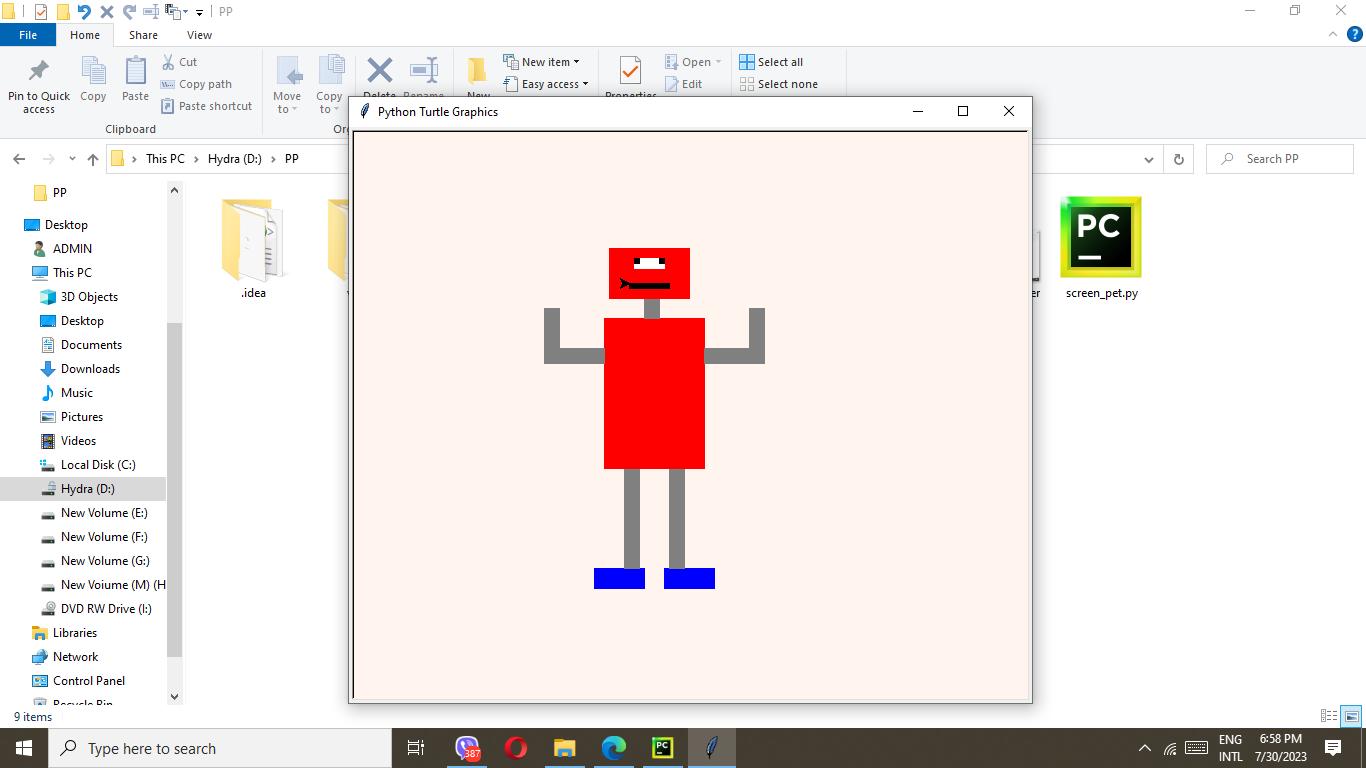 PP
File Home Share View
Pin to Quick access
Copy
Paste
Cut
Copy path
Paste shortcut
Clipboard
Move to
Copy to
Delete
Rename
New
New item
Easy access
Properties
Open
Edit
Select all
Select none
This PC Hydra (D:) PP
Search PP
Python Turtle Graphics
PP
Desktop
ADMIN
This PC
3D Objects
Desktop
Documents
Downloads
Music
Pictures
Videos
Local Disk (C:)
Hydra (D:)
New Volume (E:)
New Volume (F:)
New Volume (G:)
New Voiume (M) (H
DVD RW Drive (I:)
Libraries
Network
Control Panel
Recycle Bin
.idea
er
PC
screen_pet.py
9 items
Type here to search
387
PC
ENG
INTL
6:58 PM
7/30/2023